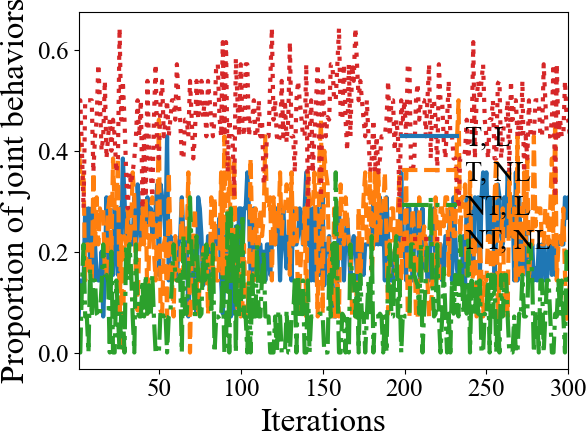 Proportion of joint behaviors
0.6
0.4
0.2
0.0
T, L
T, NL
NT, L
NT, NL
50
100
150
200
250
300
Iterations